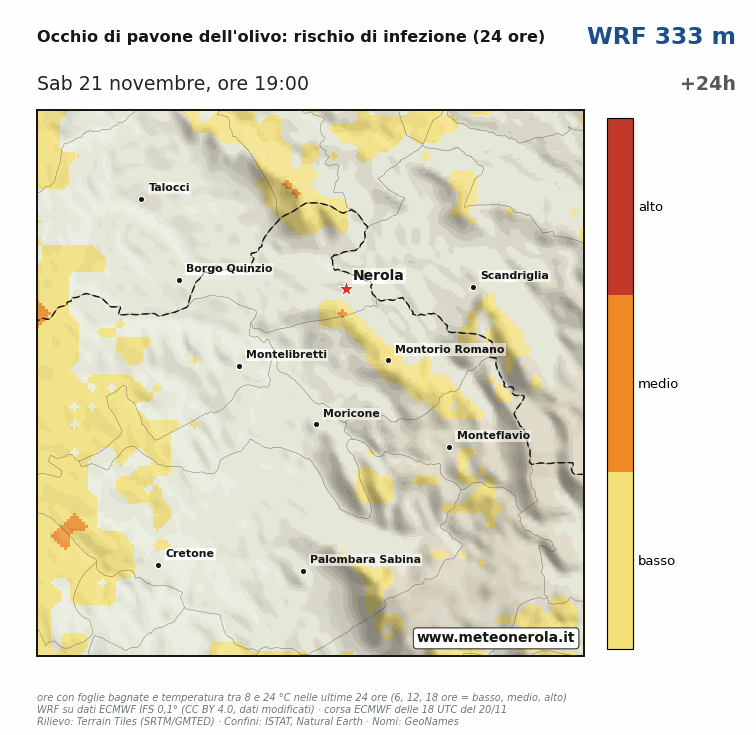 Occhio di pavone dell'olivo: rischio di infezione (24 ore)
WRF 333 m
Sab 21 novembre, ore 19:00
+24h
Talocci
Borgo Quinzio
Nerola
Scandriglia
Montelibretti
Montorio Romano
Moricone
Monteflavio
Cretone
Palombara Sabina
www.meteonerola.it
alto
medio
basso
ore con foglie bagnate e temperatura tra 8 e 24 °C nelle ultime 24 ore (6, 12, 18 ore = basso, medio, alto)
WRF su dati ECMWF IFS 0,1° (CC BY 4.0, dati modificati) · corsa ECMWF delle 18 UTC del 20/11
Rilievo: Terrain Tiles (SRTM/GMTED) · Confini: ISTAT, Natural Earth · Nomi: GeoNames